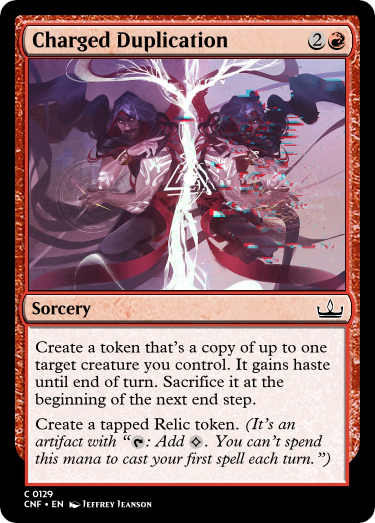 Charged Duplication 2
Sorcery
Create a token that's a copy of up to one
target creature you control. It gains haste
until end of turn. Sacrifice it at the
beginning of the next end step.
Create a tapped Relic token. (It's an
artifact with “: Add . You can't spend
this mana to cast your first spell each turn.”)
C 0129
CNF • EN Jeffrey Jeanson